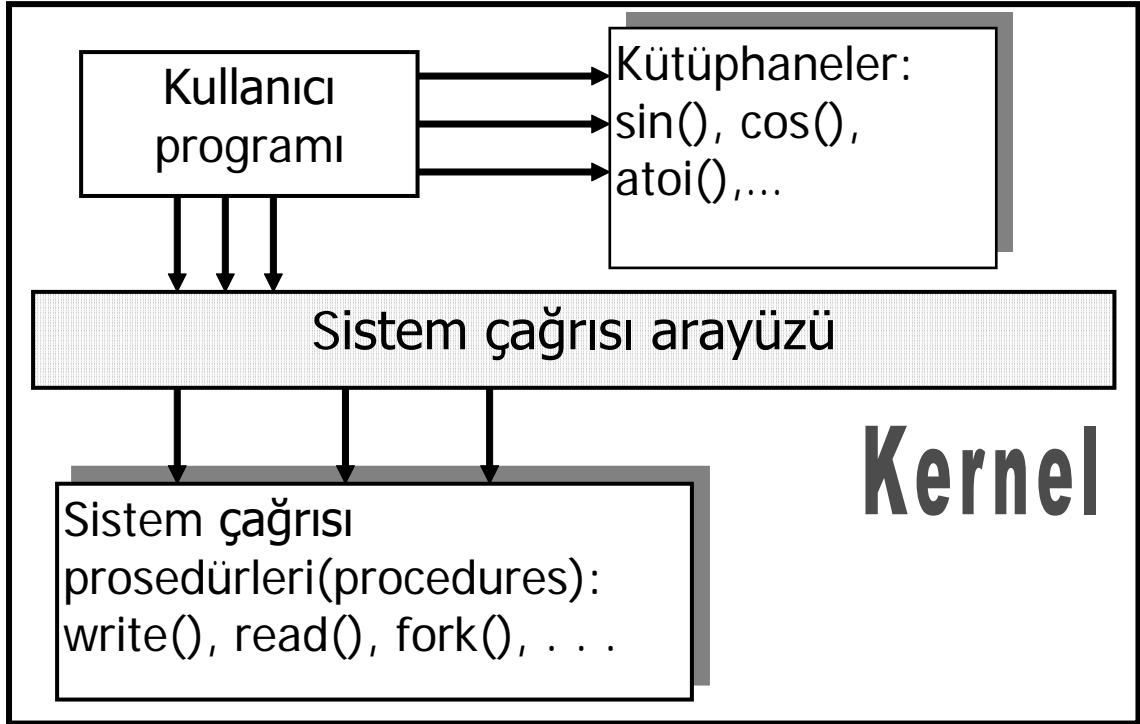 Kullanıcı
programı
Kütüphaneler:
sin(), cos(),
atoi(),...
Sistem çağrısı arayüzü
Kernel
Sistem çağrısı
prosedürleri(procedures):
write(), read(), fork(), . . .